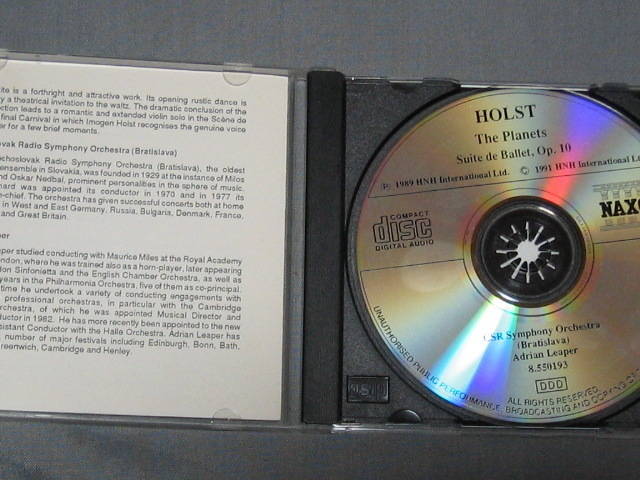 ite is a forthright and attractive work. Its opening rustic dance is
y a theatrical invitation to the waltz. The dramatic conclusion of the
ction leads to a romantic and extended violin solo in the Scène de
final Carnival in which Imogen Holst recognises the genuine voice
er for a few brief moments.
ovak Radio Symphony Orchestra (Bratislava)
choslovak Radio Symphony Orchestra (Bratislava), the oldest
ensemble in Slovakia, was founded in 1929 at the instance of Milos
and Oskar Nedbal, prominent personalities in the sphere of music.
nard was appointed its conductor in 1970 and in 1977 its
-chief. The orchestra has given successful concerts both at home
in West and East Germany, Russia, Bulgaria, Denmark, France,
and Great Britain.
per
per studied conducting with Maurice Miles at the Royal Academy
ondon, where he was trained also as a horn-player, later appearing
don Sinfonietta and the English Chamber Orchestra, as well as
years in the Philharmonia Orchestra, five of them as co-principal.
time he undertook a variety of conducting engagements with
professional orchestras, in particular with the Cambridge
rchestra, of which he was appointed Musical Director and
ductor in 1982. He has more recently been appointed to the new
sistant Conductor with the Halle Orchestra. Adrian Leaper has
number of major festivals including Edinburgh, Bonn, Bath,
reenwich, Cambridge and Henley.
HOLST
The Planets
Suite de Ballet, Op. 10
℗ 1989 HNH International Ltd. © 1991 HNH International Ltd
NAXO
COMPACT
disc
DIGITAL AUDIO
CSR Symphony Orchestra
(Bratislava)
Adrian Leaper
8.550193
DDD
UNAUTHORISED PUBLIC PERFORMANCE, BROADCASTING AND COPYING
ALL RIGHTS RESERVED.